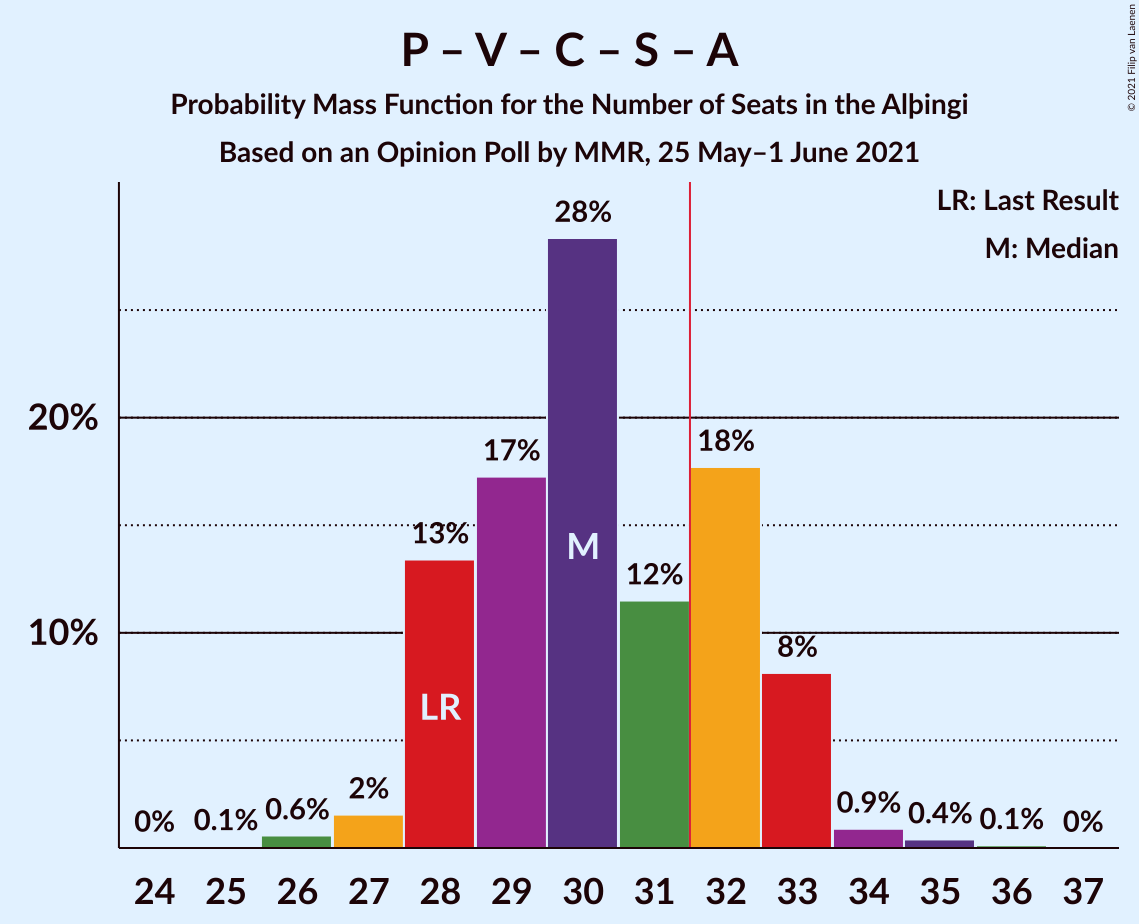 P – V – C – S – A
Probability Mass Function for the Number of Seats in the Alþingi
Based on an Opinion Poll by MMR, 25 May–1 June 2021
© 2021 Filip van Laenen
LR: Last Result
M: Median
20%
10%
0%
0.1%
0.6%
2%
13%
17%
28%
12%
18%
8%
0.9%
0.4%
0.1%
0%
LR
M
24 25 26 27 28 29 30 31 32 33 34 35 36 37